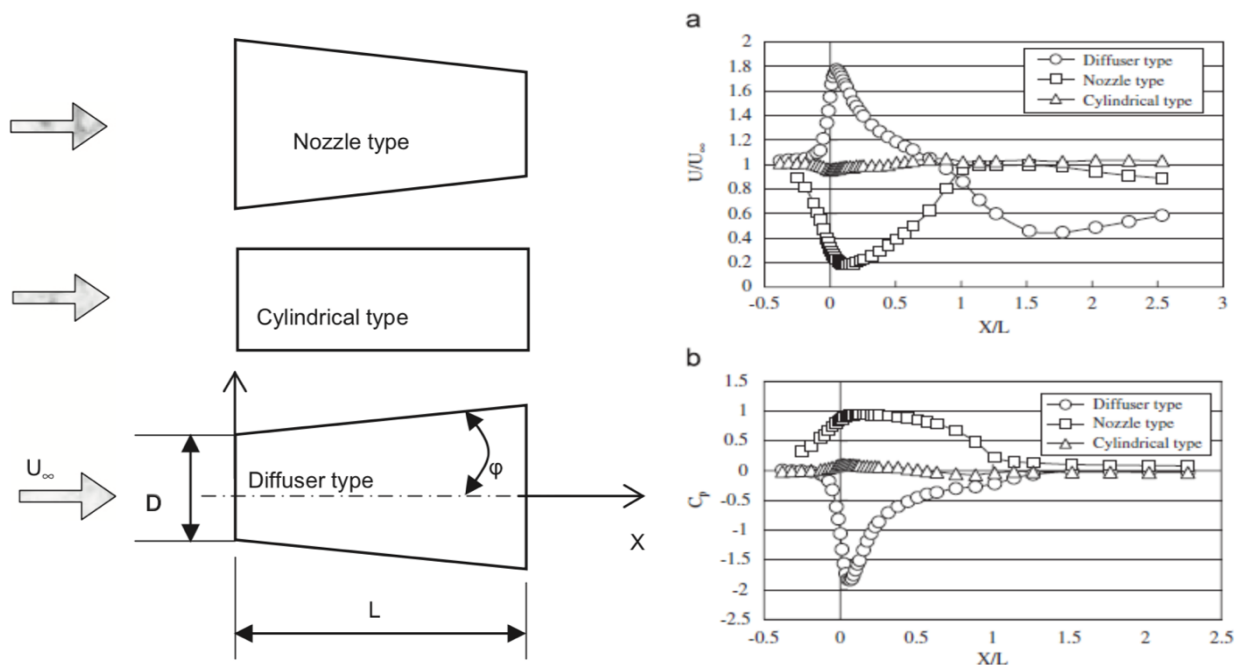 Nozzle type
Cylindrical type
U∞
D
Diffuser type
φ
X
L
a
2
1.8
1.6
1.4
1.2
1
0.8
0.6
0.4
0.2
0
U/U∞
Diffuser type
Nozzle type
Cylindrical type
-0.5 0 0.5 1 1.5 2 2.5 3
X/L
b
1.5
1
0.5
0
-0.5
-1
-1.5
-2
-2.5
Cp
Diffuser type
Nozzle type
Cylindrical type
-0.5 0 0.5 1 1.5 2 2.5
X/L